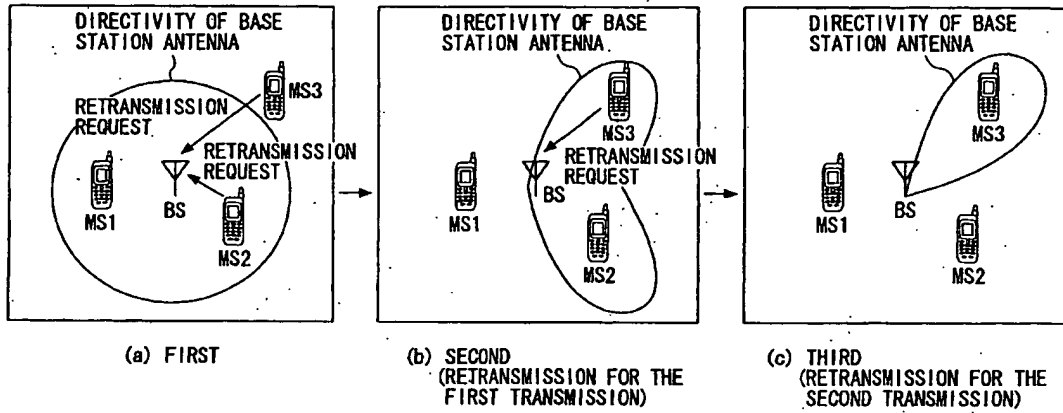 DIRECTIVITY OF BASE
STATION ANTENNA
MS3
RETRANSMISSION
REQUEST
RETRANSMISSION
REQUEST
MS1
BS
MS2
(a) FIRST
DIRECTIVITY OF BASE
STATION ANTENNA
MS3
RETRANSMISSION
REQUEST
BS
MS1
MS2
(b) SECOND
(RETRANSMISSION FOR THE
FIRST TRANSMISSION)
DIRECTIVITY OF BASE
STATION ANTENNA
MS3
MS1
BS
MS2
(c) THIRD
(RETRANSMISSION FOR THE
SECOND TRANSMISSION)